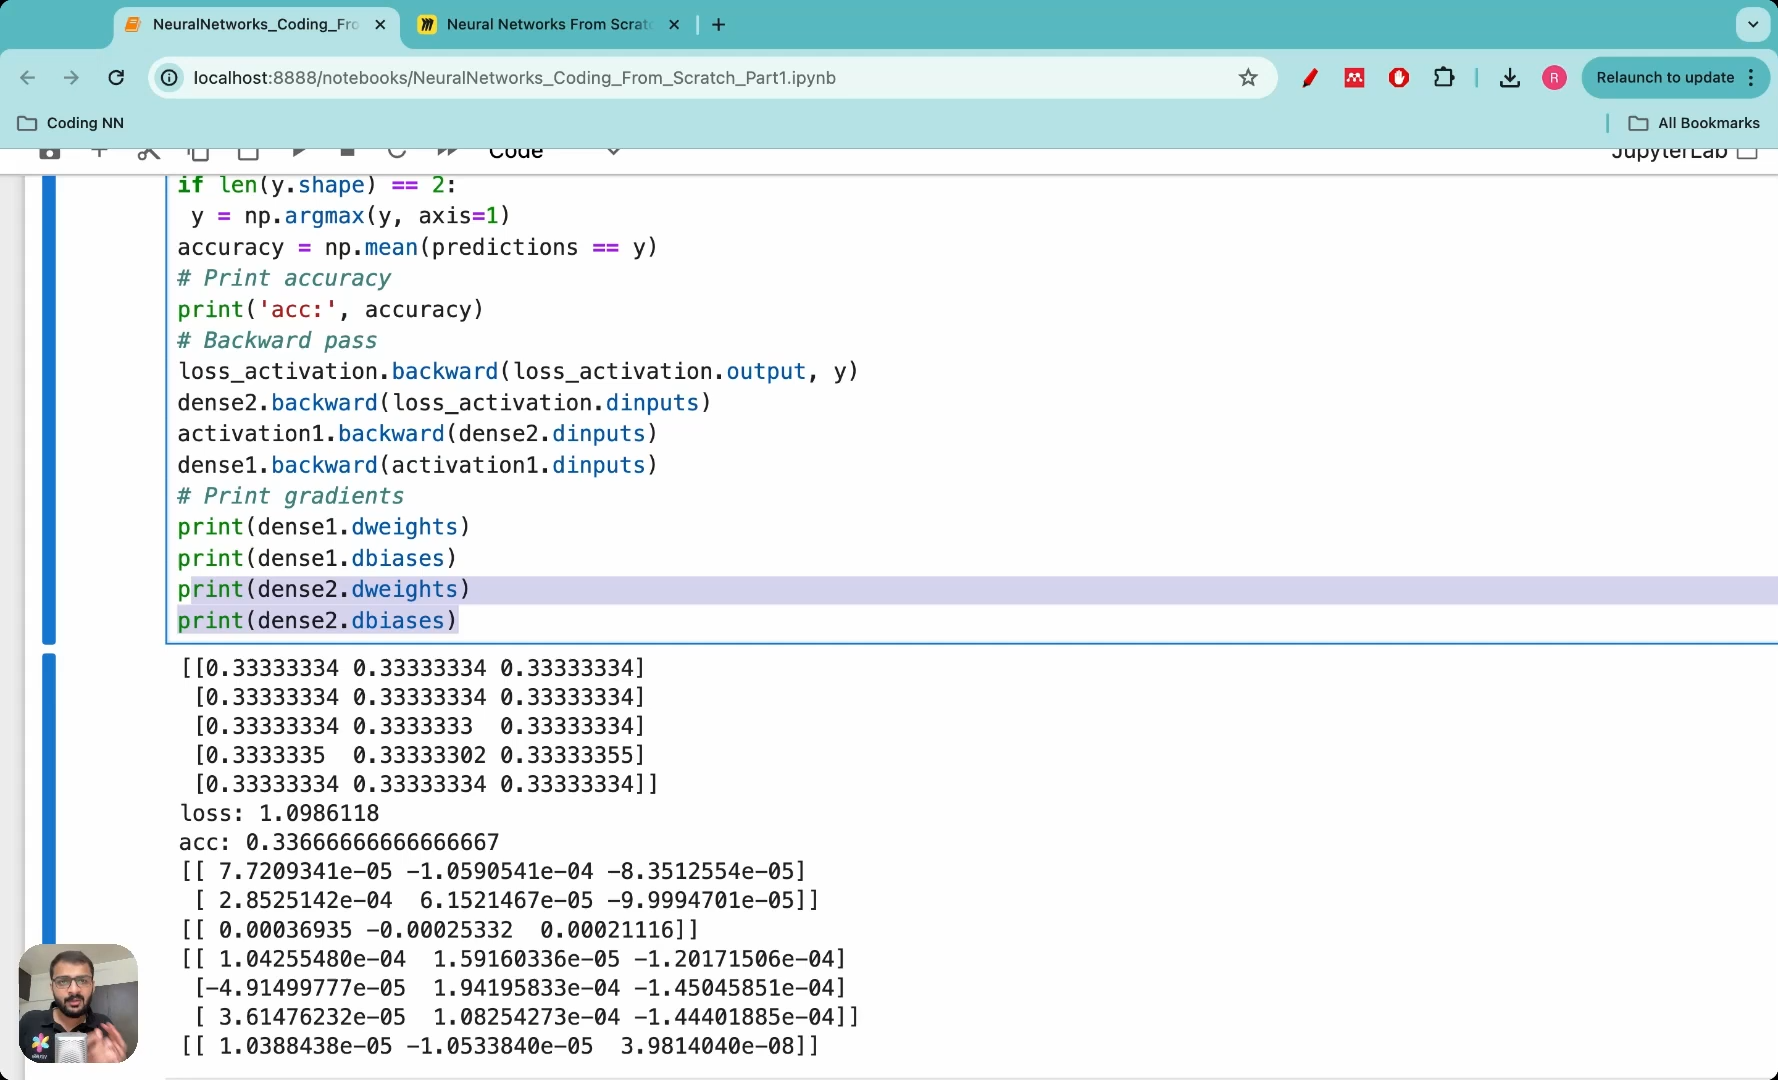 NeuralNetworks_Coding_Fro
Neural Networks From Scrat
localhost:8888/notebooks/NeuralNetworks_Coding_From_Scratch_Part1.ipynb
R
Relaunch to update
Coding NN
All Bookmarks
Code
JupyterLab
if len(y.shape) == 2:
y = np.argmax(y, axis=1)
accuracy = np.mean(predictions == y)
# Print accuracy
print('acc:', accuracy)
# Backward pass
loss_activation.backward(loss_activation.output, y)
dense2.backward(loss_activation.dinputs)
activation1.backward(dense2.dinputs)
dense1.backward(activation1.dinputs)
# Print gradients
print(dense1.dweights)
print(dense1.dbiases)
print(dense2.dweights)
print(dense2.dbiases)
[[0.33333334 0.33333334 0.33333334]
[0.33333334 0.33333334 0.33333334]
[0.33333334 0.3333333 0.33333334]
[0.3333335 0.33333302 0.33333355]
[0.33333334 0.33333334 0.33333334]]
loss: 1.0986118
acc: 0.33666666666666667
[[ 7.7209341e-05 -1.0590541e-04 -8.3512554e-05]
[ 2.8525142e-04 6.1521467e-05 -9.9994701e-05]]
[[ 0.00036935 -0.00025332 0.00021116]]
[[ 1.04255480e-04 1.59160336e-05 -1.20171506e-04]
[-4.91499777e-05 1.94195833e-04 -1.45045851e-04]
[ 3.61476232e-05 1.08254273e-04 -1.44401885e-04]]
[[ 1.0388438e-05 -1.0533840e-05 3.9814040e-08]]